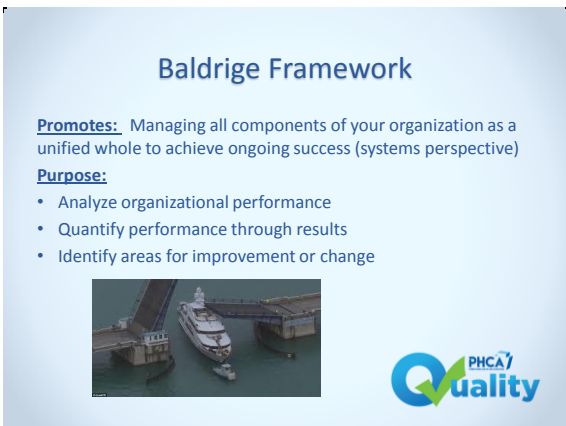 Baldrige Framework
Promotes: Managing all components of your organization as a
unified whole to achieve ongoing success (systems perspective)
Purpose:
• Analyze organizational performance
• Quantify performance through results
• Identify areas for improvement or change
PHCA
Quality